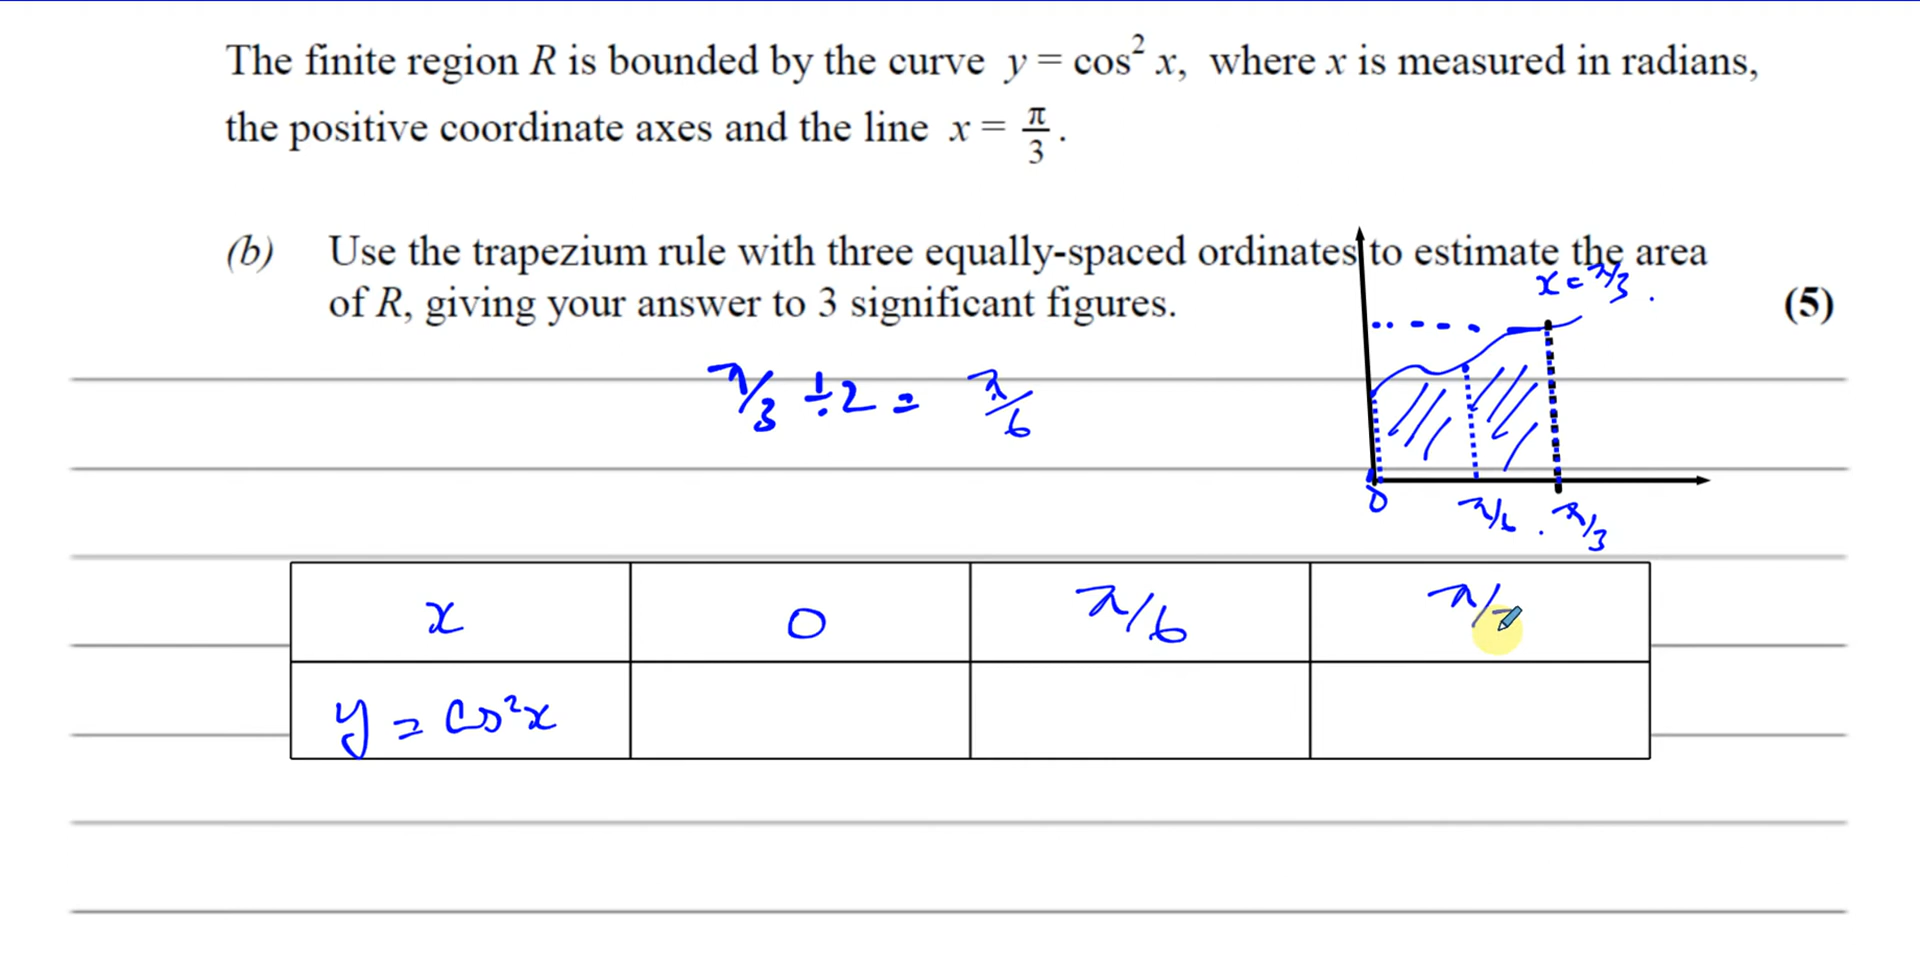 The finite region R is bounded by the curve y = cos² x, where x is measured in radians,
the positive coordinate axes and the line x = π/3.
(b) Use the trapezium rule with three equally-spaced ordinates to estimate the area
of R, giving your answer to 3 significant figures. (5)
x = π/3.
π/3 ÷ 2 = π/6
0 π/6 . π/3
x 0 π/6 π/
y = cos²x